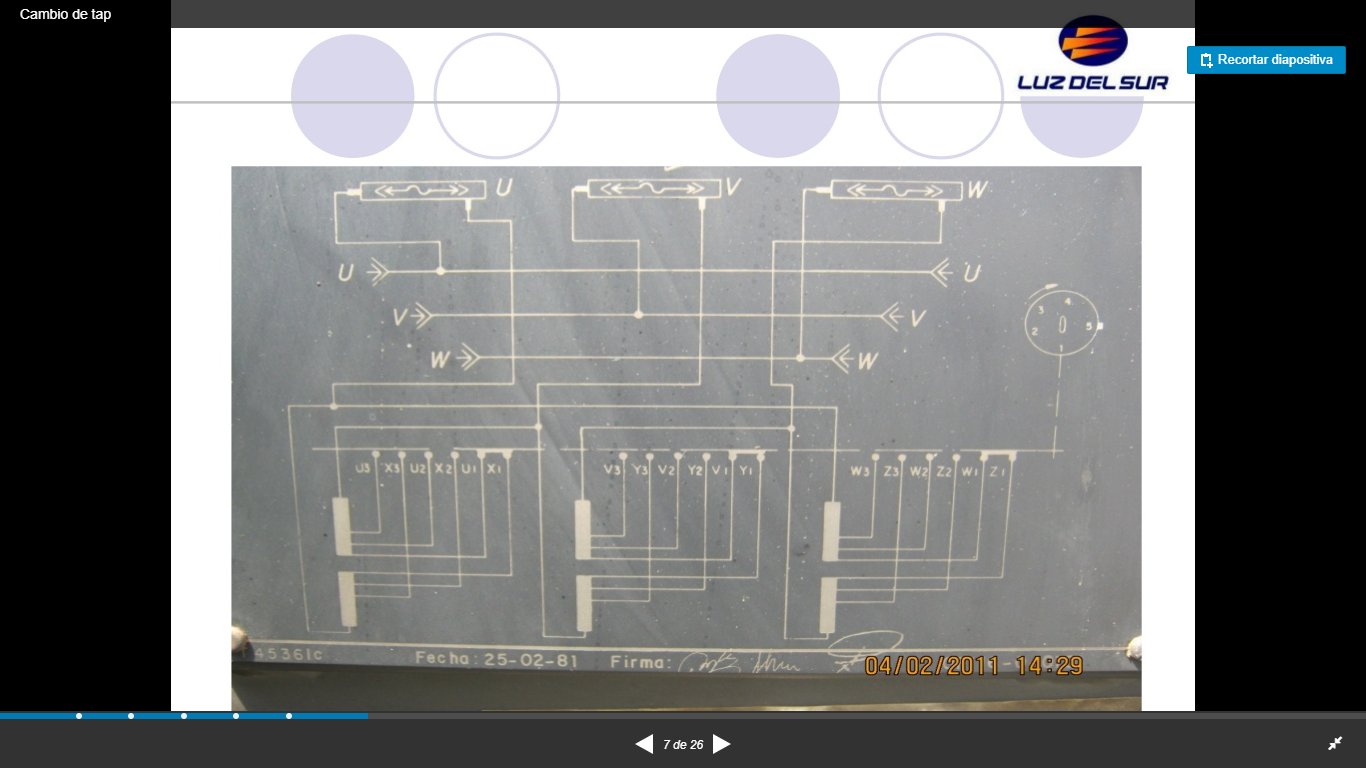 Cambio de tap
LUZ DEL SUR
Recortar diapositiva
U V W
U U
V V
W W
1 2 3 4 5
U3 X3 U2 X2 U1 X1 V3 Y3 V2 Y2 V1 Y1 W3 Z3 W2 Z2 W1 Z1
45361c Fecha: 25-02-81 Firma:
04/02/2011 14:29
7 de 26